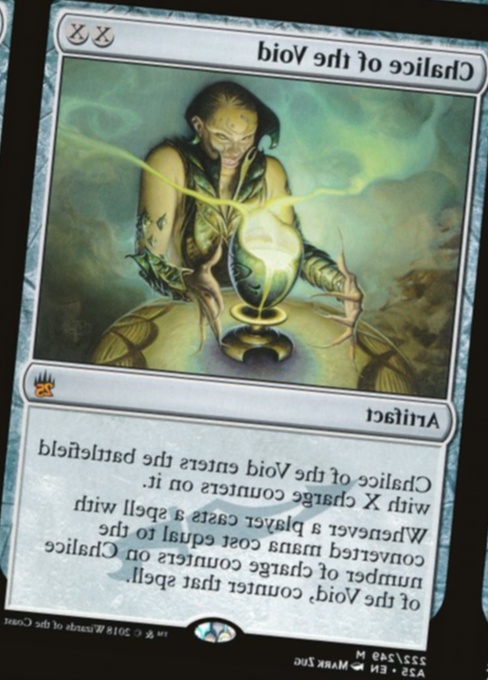 Chalice of the Void
XX
Artifact
25
Chalice of the Void enters the battlefield
with X charge counters on it.
Whenever a player casts a spell with
converted mana cost equal to the
number of charge counters on Chalice
of the Void, counter that spell.
222/249 M
A25 • EN MARK ZUG
™ & © 2018 Wizards of the Coast